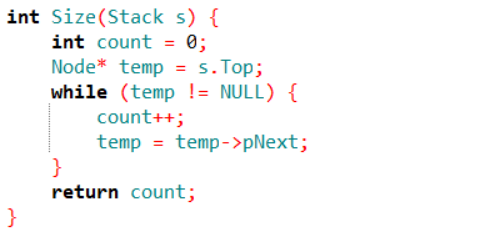 int Size(Stack s) {
    int count = 0;
    Node* temp = s.Top;
    while (temp != NULL) {
        count++;
        temp = temp->pNext;
    }
    return count;
}